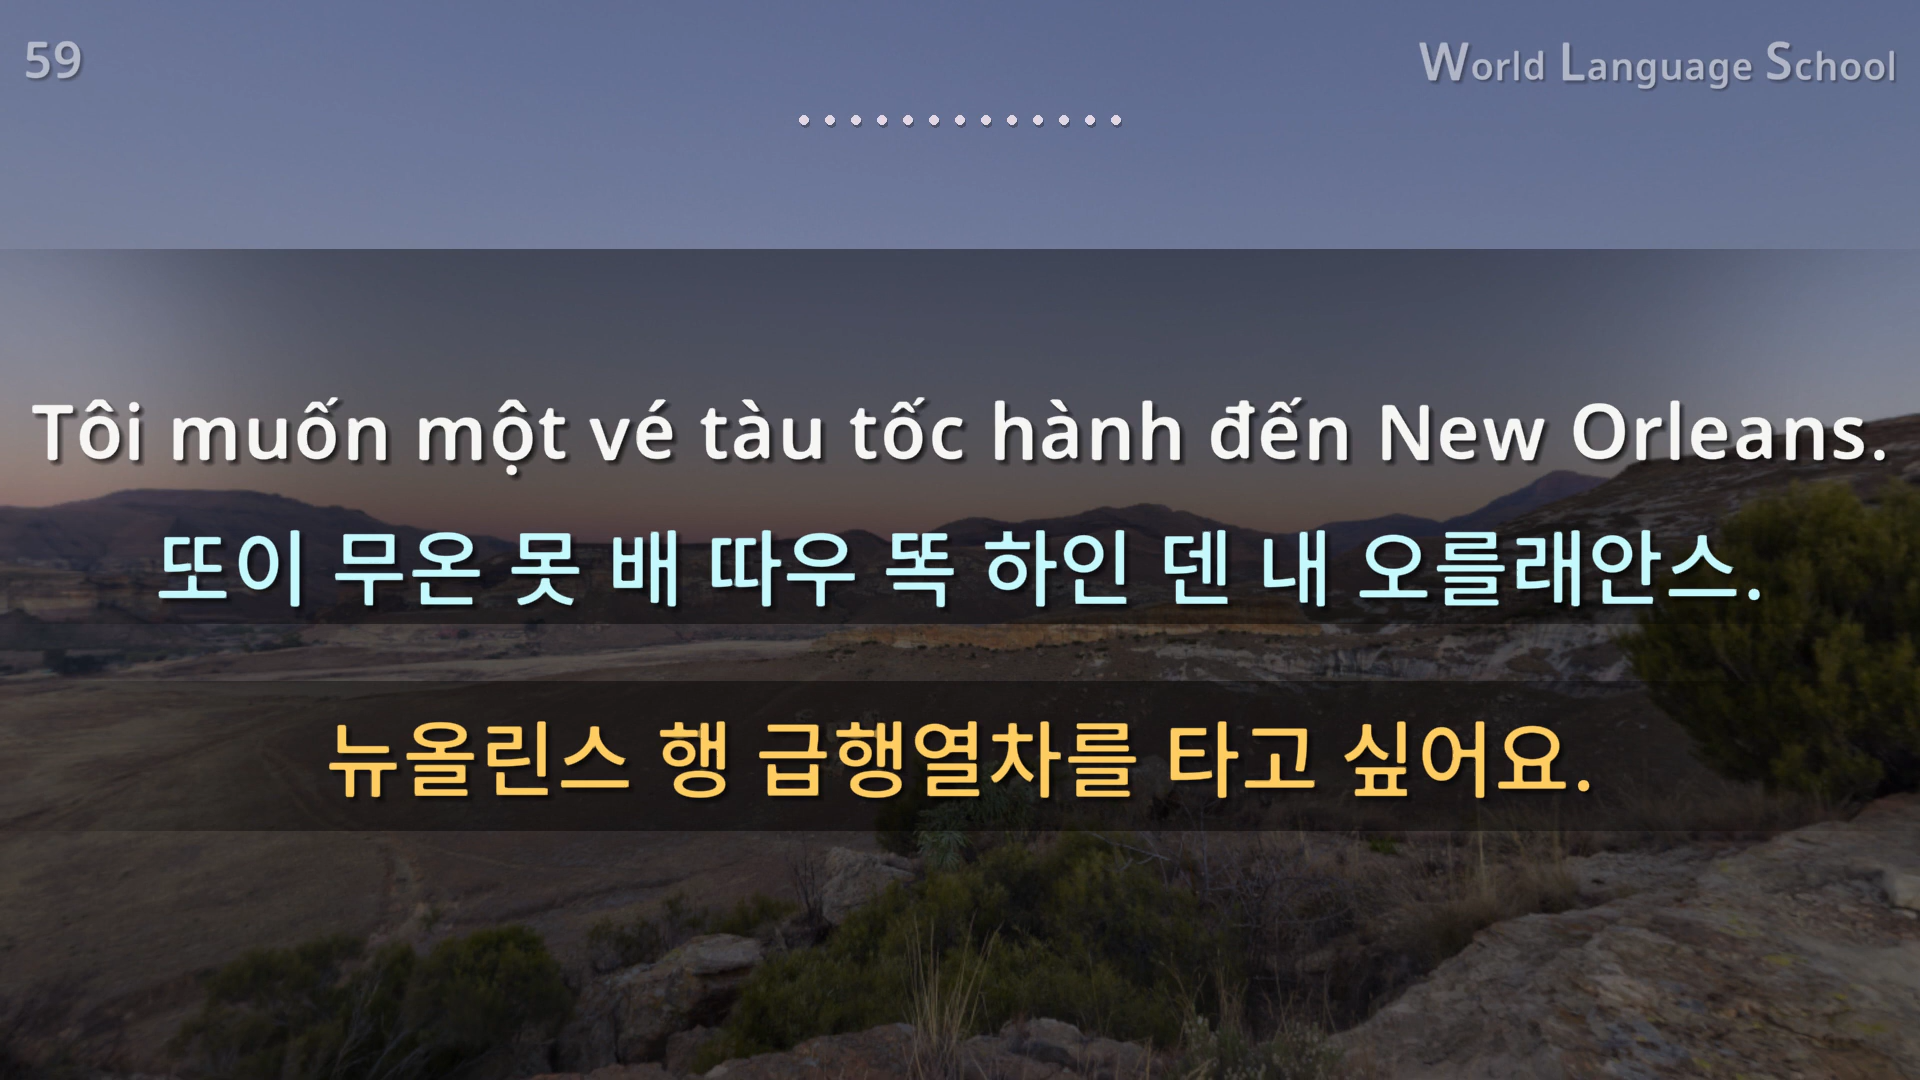 59
World Language School
Tôi muốn một vé tàu tốc hành đến New Orleans.
또이 무온 못 배 따우 똑 하인 덴 내 오를래안스.
뉴올린스 행 급행열차를 타고 싶어요.